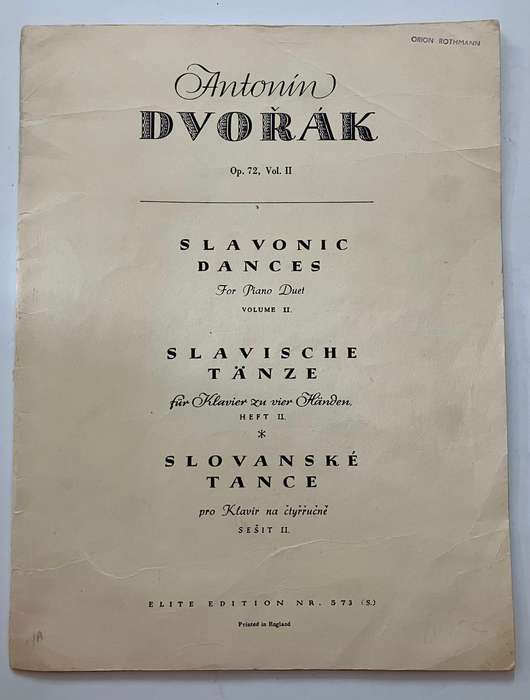 ORION ROTHMANN
Antonín
DVOŘÁK
Op. 72, Vol. II
SLAVONIC
DANCES
For Piano Duet
VOLUME II.
SLAVISCHE
TÄNZE
für Klavier zu vier Händen.
HEFT II.
*
SLOVANSKÉ
TANCE
pro Klavír na čtyřručně
SEŠIT II.
ELITE EDITION NR. 573 (S.)
Printed in England